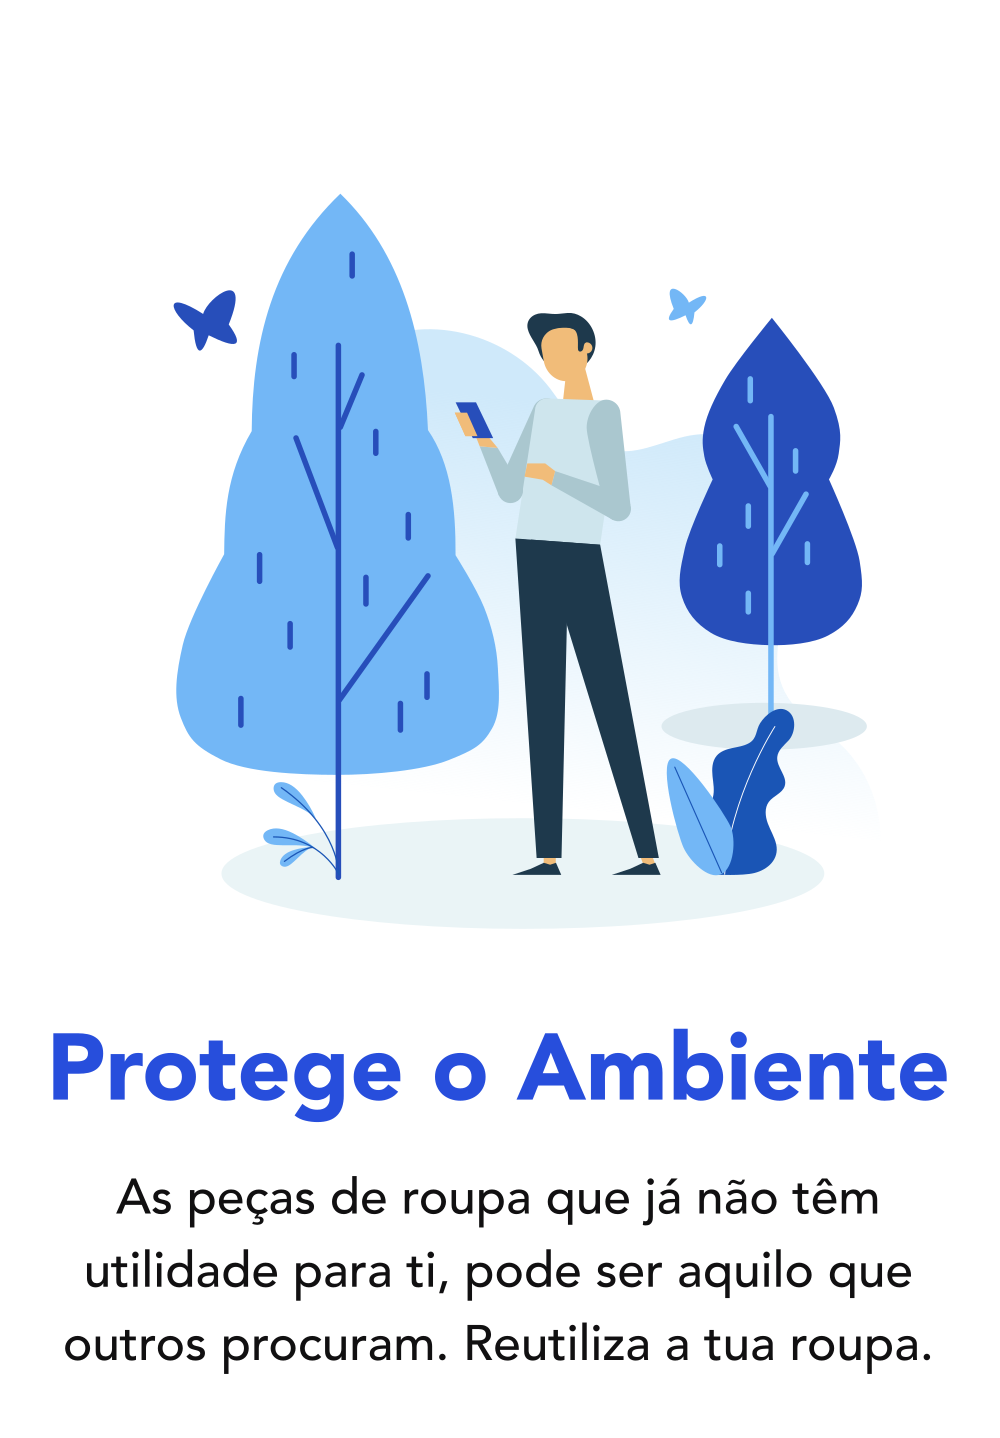 Protege o Ambiente
As peças de roupa que já não têm
utilidade para ti, pode ser aquilo que
outros procuram. Reutiliza a tua roupa.